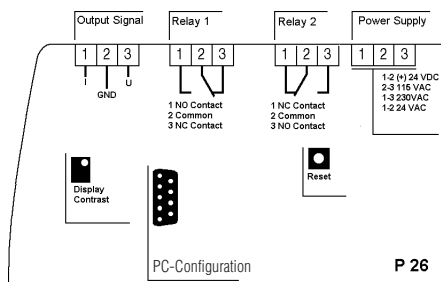 Output Signal
Relay 1
Relay 2
Power Supply
1 2 3
1 2 3
1 2 3
1 2 3
I
GND
U
1 NO Contact
2 Common
3 NC Contact
1 NC Contact
2 Common
3 NO Contact
1-2 (+) 24 VDC
2-3 115 VAC
1-3 230VAC
1-2 24 VAC
Display
Contrast
Reset
PC-Configuration
P 26